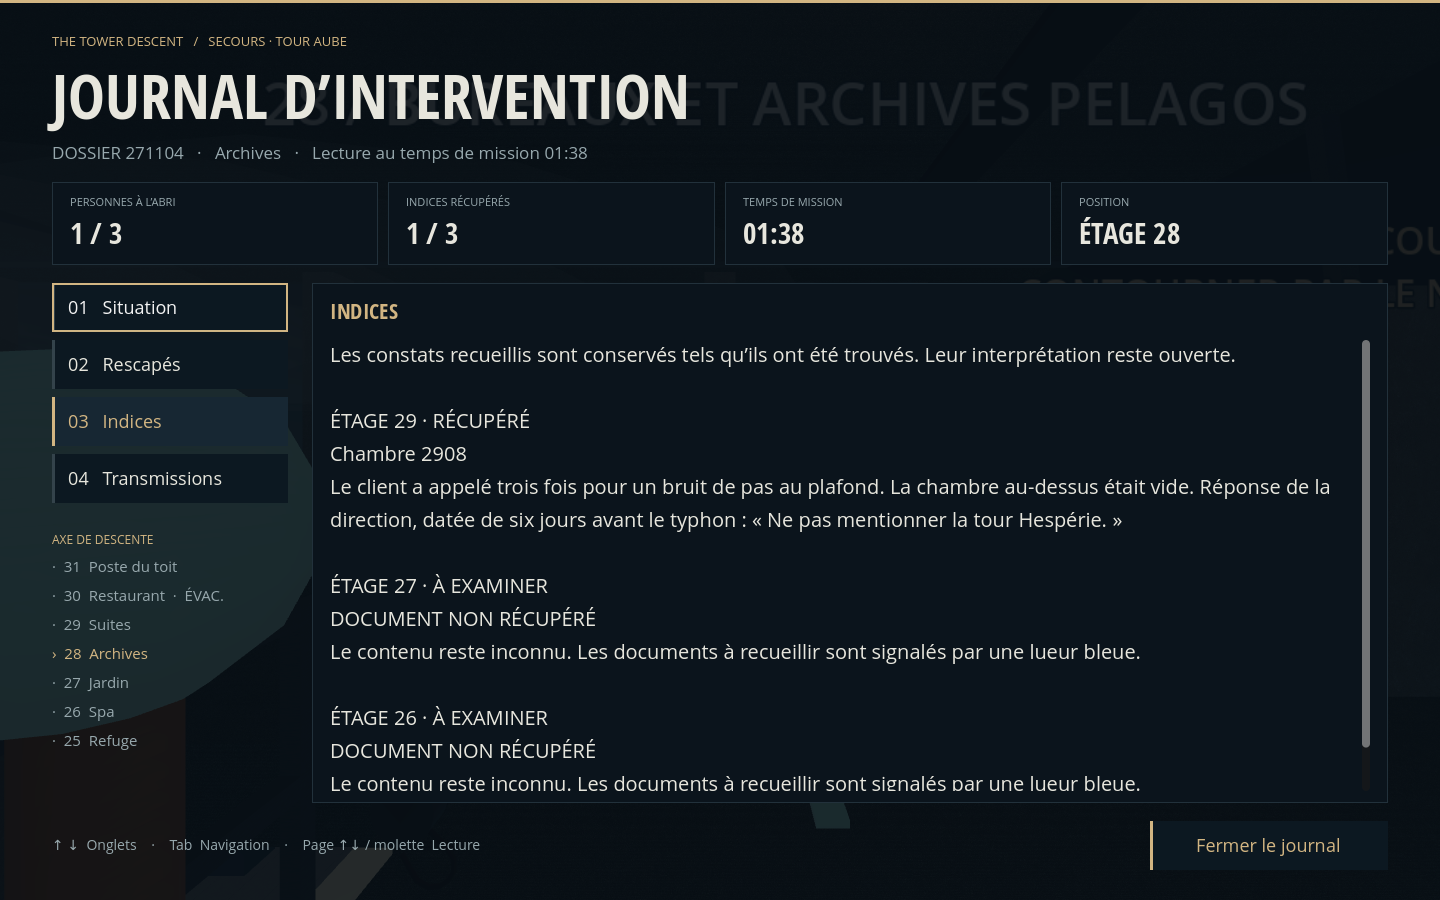 THE TOWER DESCENT / SECOURS · TOUR AUBE
JOURNAL D’INTERVENTION
ET ARCHIVES PELAGOS
DOSSIER 271104 · Archives · Lecture au temps de mission 01:38
PERSONNES À L'ABRI
1 / 3
INDICES RÉCUPÉRÉS
1 / 3
TEMPS DE MISSION
01:38
POSITION
ÉTAGE 28
01 Situation
02 Rescapés
03 Indices
04 Transmissions
AXE DE DESCENTE
· 31 Poste du toit
· 30 Restaurant · ÉVAC.
· 29 Suites
› 28 Archives
· 27 Jardin
· 26 Spa
· 25 Refuge
INDICES
Les constats recueillis sont conservés tels qu’ils ont été trouvés. Leur interprétation reste ouverte.
ÉTAGE 29 · RÉCUPÉRÉ
Chambre 2908
Le client a appelé trois fois pour un bruit de pas au plafond. La chambre au-dessus était vide. Réponse de la
direction, datée de six jours avant le typhon : « Ne pas mentionner la tour Hespérie. »
ÉTAGE 27 · À EXAMINER
DOCUMENT NON RÉCUPÉRÉ
Le contenu reste inconnu. Les documents à recueillir sont signalés par une lueur bleue.
ÉTAGE 26 · À EXAMINER
DOCUMENT NON RÉCUPÉRÉ
Le contenu reste inconnu. Les documents à recueillir sont signalés par une lueur bleue.
↑ ↓ Onglets · Tab Navigation · Page ↑↓ / molette Lecture
Fermer le journal